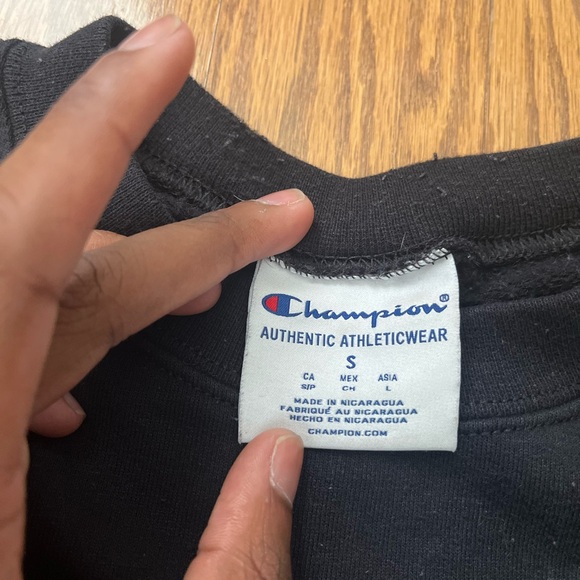 Champion®
AUTHENTIC ATHLETICWEAR
S
CA MEX ASIA
S/P CH L
MADE IN NICARAGUA
FABRIQUÉ AU NICARAGUA
HECHO EN NICARAGUA
CHAMPION.COM